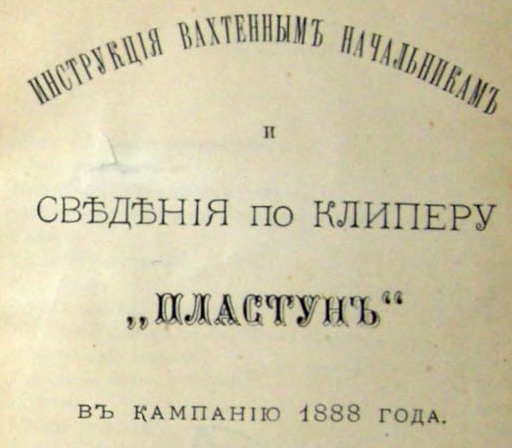 ИНСТРУКЦІЯ ВАХТЕННЫМЪ НАЧАЛЬНИКАМЪ
и
СВѢДѢНІЯ по КЛИПЕРУ
„ПЛАСТУНЪ“
ВЪ КАМПАНІЮ 1888 ГОДА.